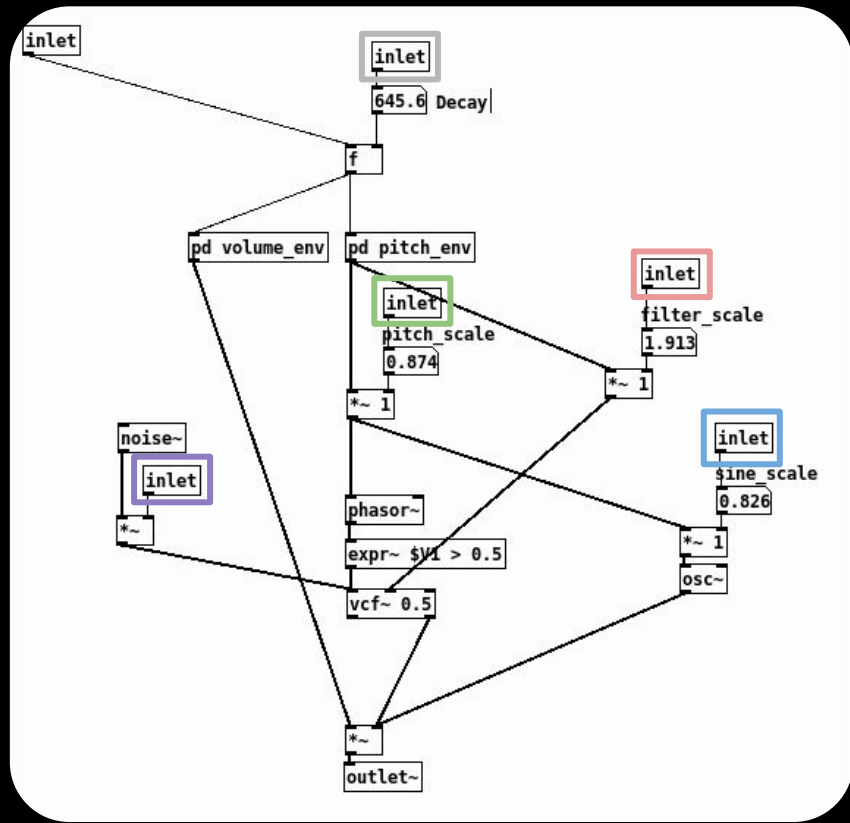 inlet
inlet
645.6 Decay
f
pd volume_env
pd pitch_env
inlet
filter_scale
1.913
*~ 1
inlet
pitch_scale
0.874
*~ 1
noise~
inlet
*~
inlet
sine_scale
0.826
*~ 1
osc~
phasor~
expr~ $V1 > 0.5
vcf~ 0.5
*~
outlet~